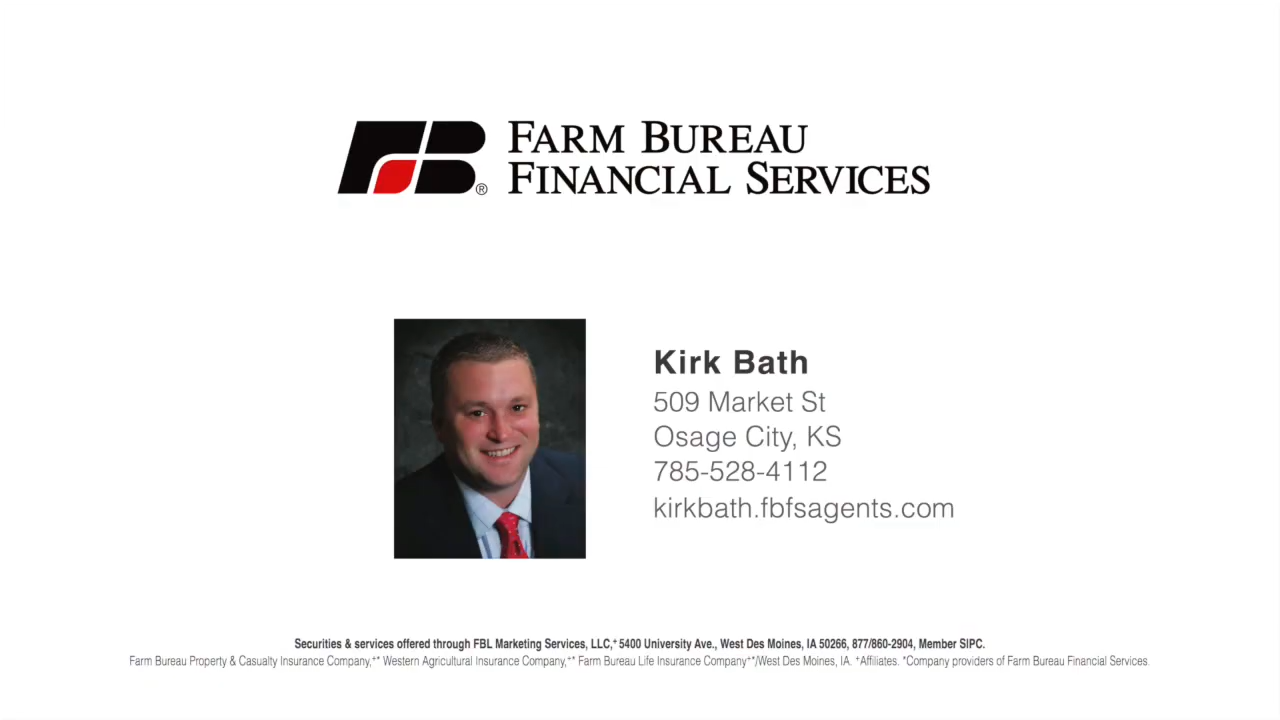 FB®
FARM BUREAU
FINANCIAL SERVICES
Kirk Bath
509 Market St
Osage City, KS
785-528-4112
kirkbath.fbfsagents.com
Securities & services offered through FBL Marketing Services, LLC,+ 5400 University Ave., West Des Moines, IA 50266, 877/860-2904, Member SIPC.
Farm Bureau Property & Casualty Insurance Company,+* Western Agricultural Insurance Company,+* Farm Bureau Life Insurance Company+*/West Des Moines, IA. +Affiliates. *Company providers of Farm Bureau Financial Services.